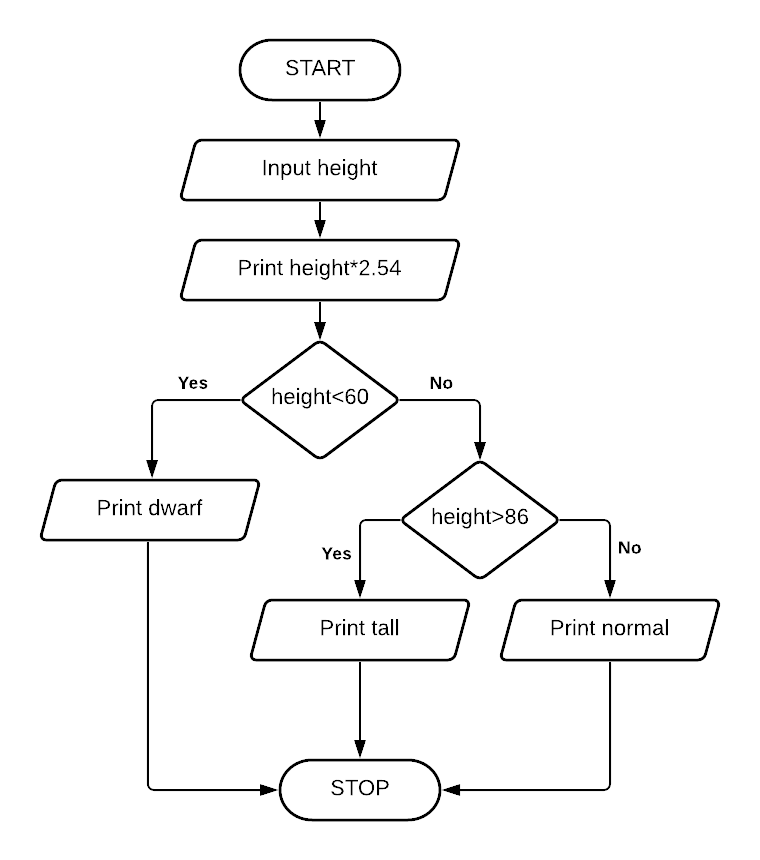 START
Input height
Print height*2.54
height<60
Yes
No
Print dwarf
height>86
Yes
No
Print tall
Print normal
STOP